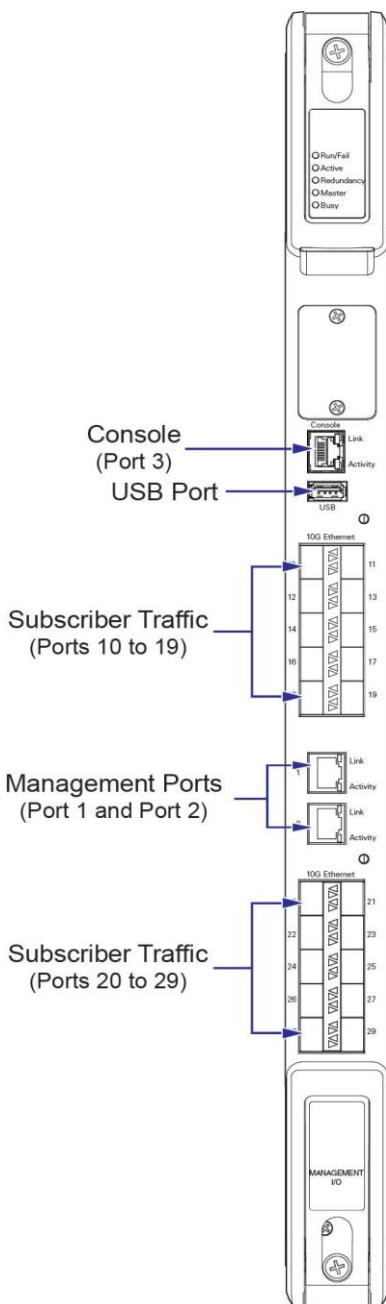 Run/Fail
Active
Redundancy
Master
Busy
Console
Link
Activity
USB
Console
(Port 3)
USB Port
10G Ethernet
11
12
13
14
15
16
17
19
Subscriber Traffic
(Ports 10 to 19)
1
Link
Activity
Link
Activity
Management Ports
(Port 1 and Port 2)
10G Ethernet
21
22
23
24
25
26
27
29
Subscriber Traffic
(Ports 20 to 29)
MANAGEMENT
I/O